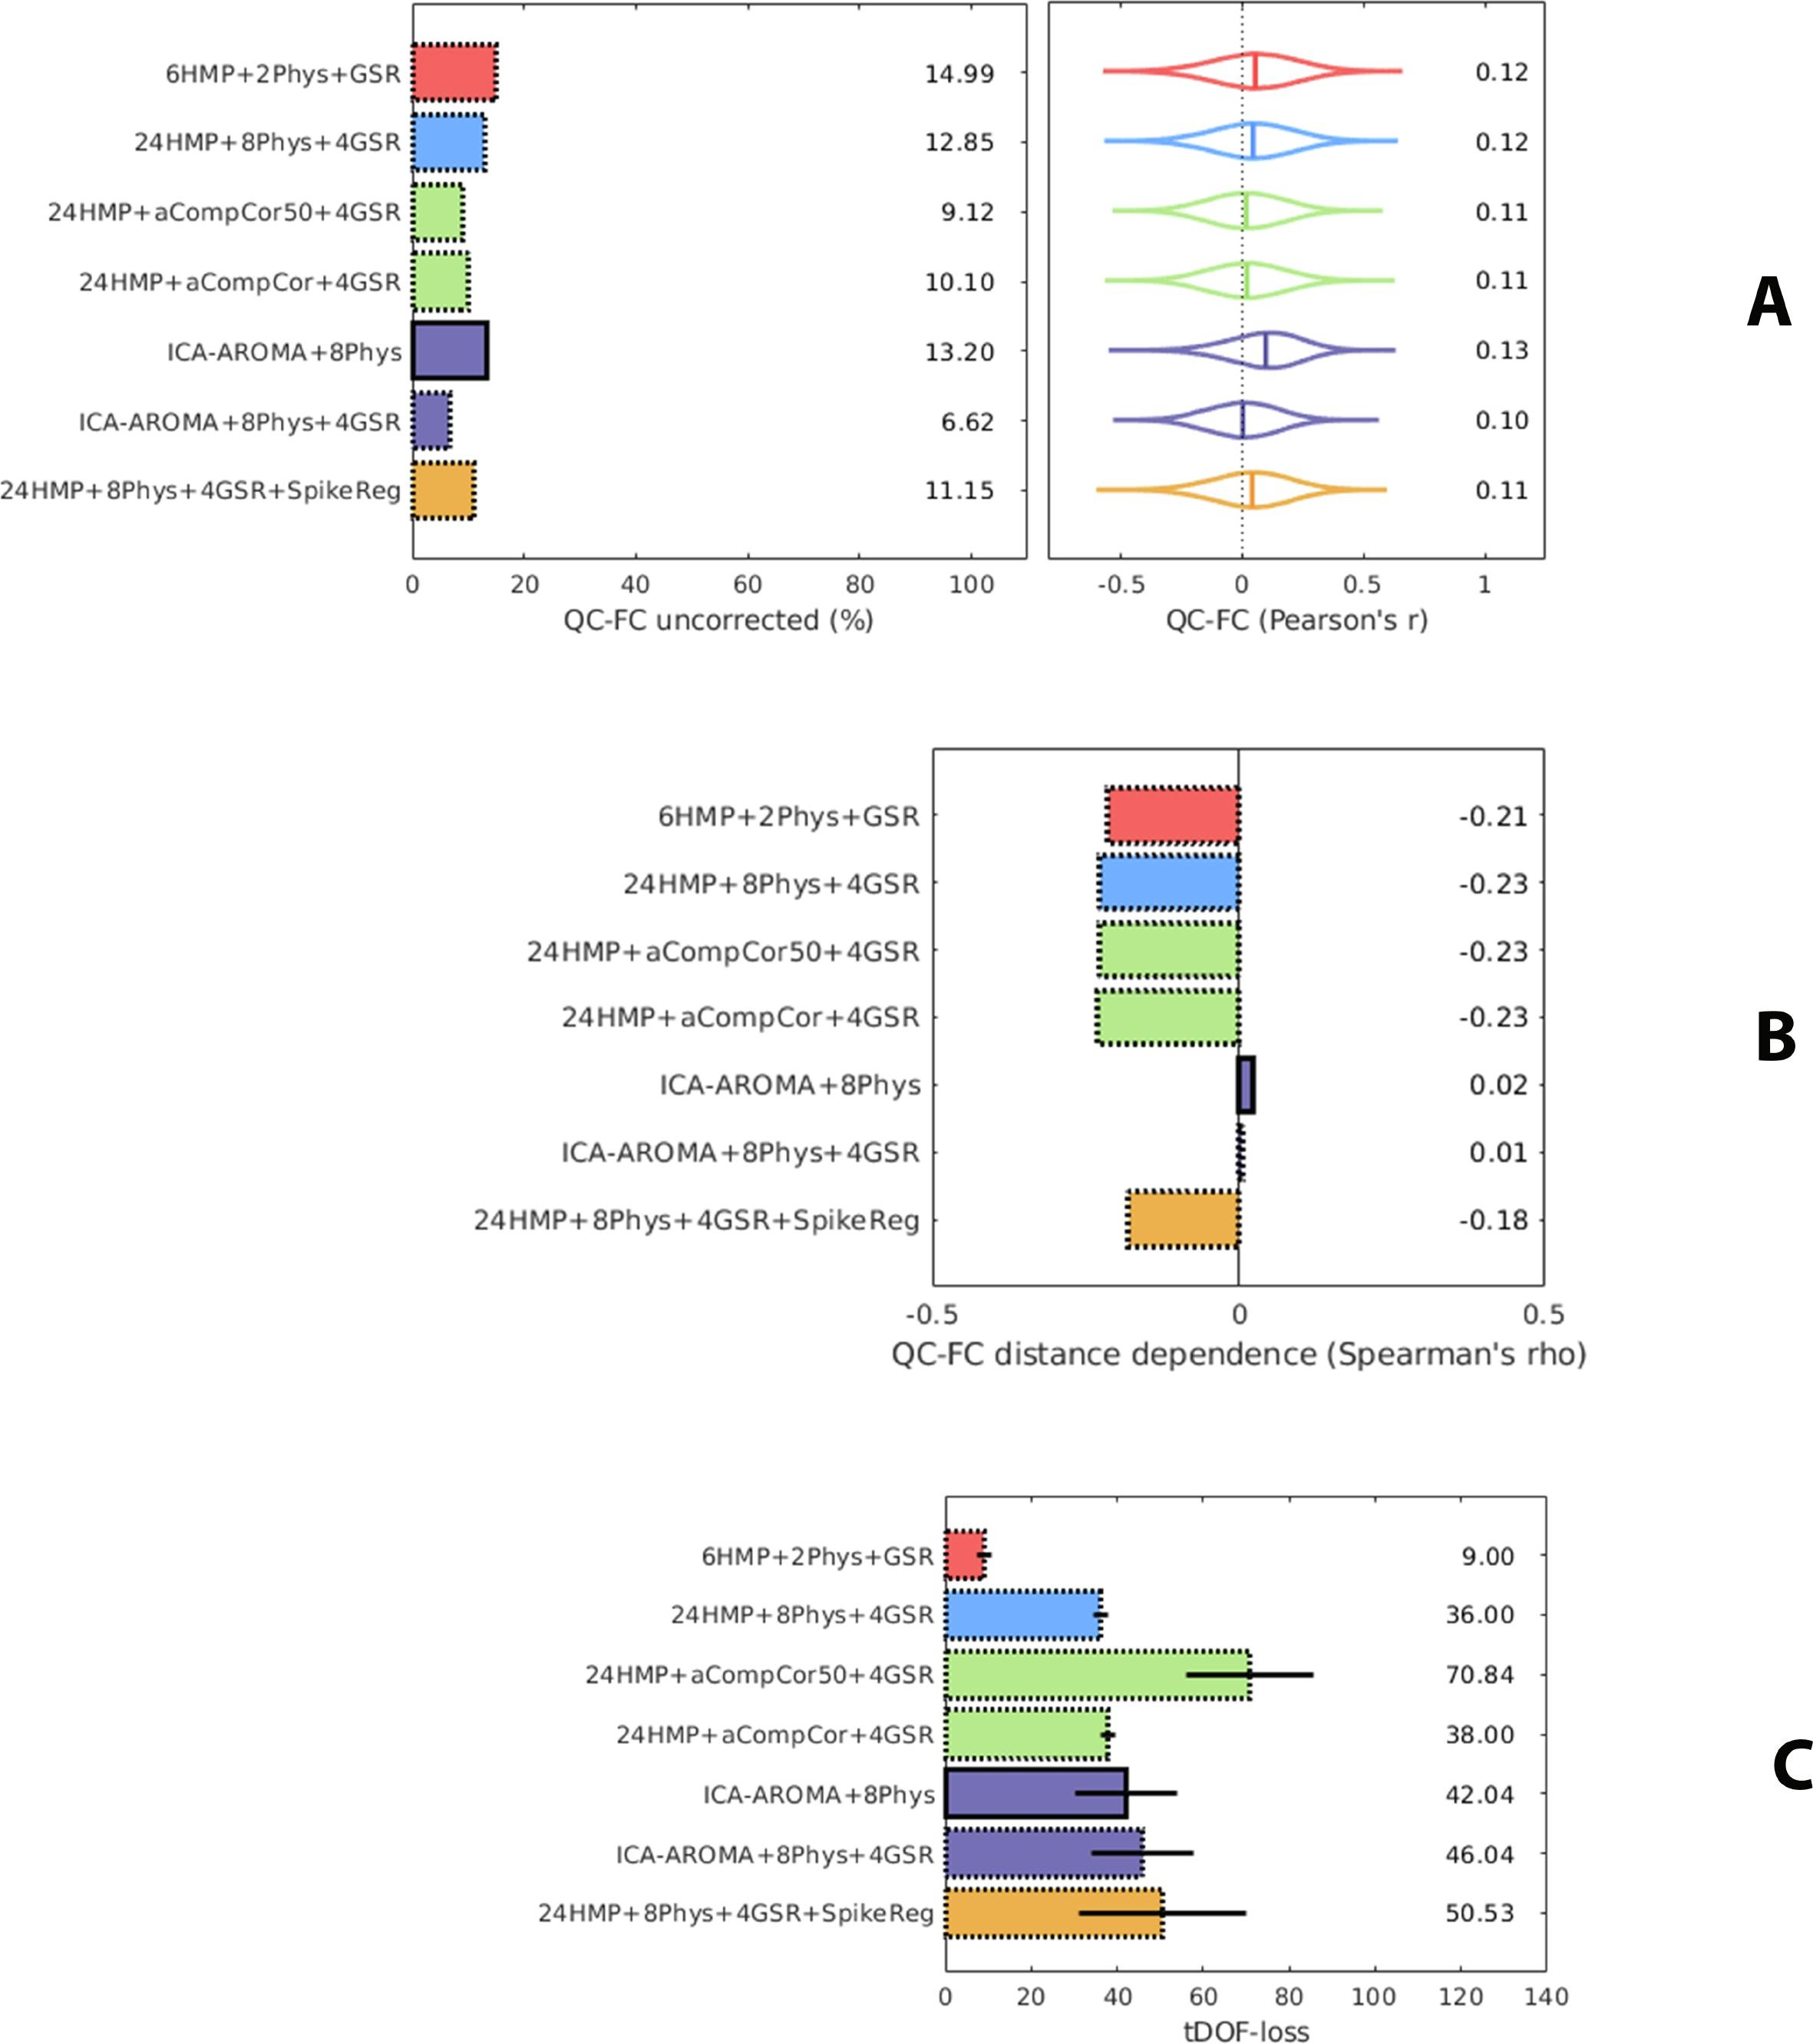 6HMP+2Phys+GSR 14.99 0.12
24HMP+8Phys+4GSR 12.85 0.12
24HMP+aCompCor50+4GSR 9.12 0.11
24HMP+aCompCor+4GSR 10.10 0.11
A
ICA-AROMA+8Phys 13.20 0.13
ICA-AROMA+8Phys+4GSR 6.62 0.10
24HMP+8Phys+4GSR+SpikeReg 11.15 0.11
0 20 40 60 80 100 -0.5 0 0.5 1
QC-FC uncorrected (%) QC-FC (Pearson's r)
6HMP+2Phys+GSR -0.21
24HMP+8Phys+4GSR -0.23
24HMP+aCompCor50+4GSR -0.23
24HMP+aCompCor+4GSR -0.23
B
ICA-AROMA+8Phys 0.02
ICA-AROMA+8Phys+4GSR 0.01
24HMP+8Phys+4GSR+SpikeReg -0.18
-0.5 0 0.5
QC-FC distance dependence (Spearman's rho)
6HMP+2Phys+GSR 9.00
24HMP+8Phys+4GSR 36.00
24HMP+aCompCor50+4GSR 70.84
24HMP+aCompCor+4GSR 38.00
C
ICA-AROMA+8Phys 42.04
ICA-AROMA+8Phys+4GSR 46.04
24HMP+8Phys+4GSR+SpikeReg 50.53
0 20 40 60 80 100 120 140
tDOF-loss